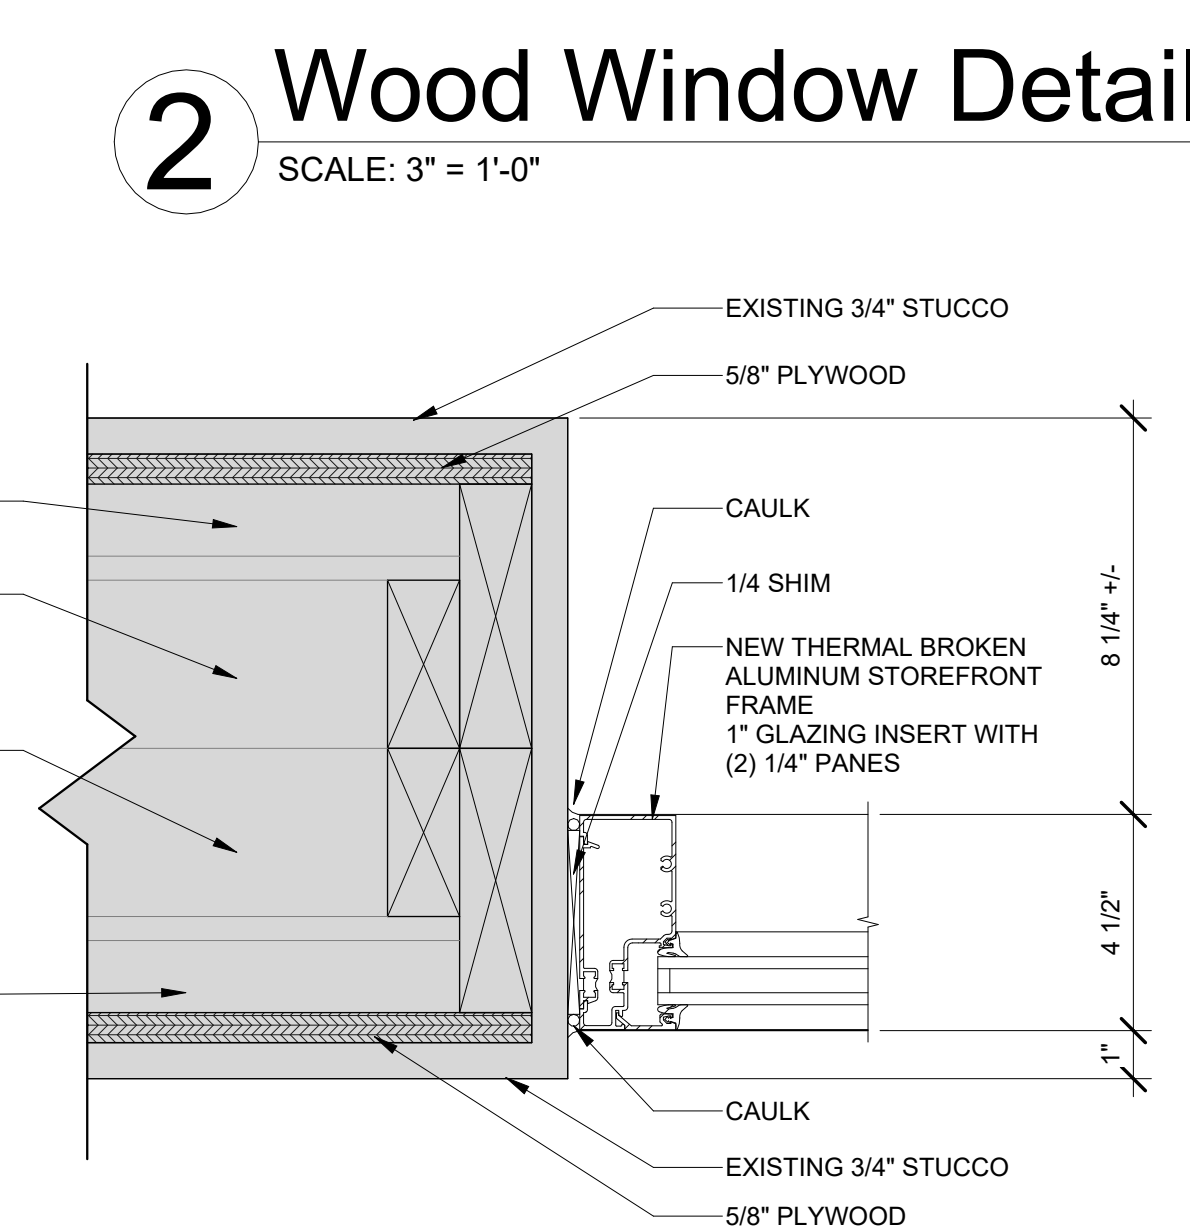 2
Wood Window Detail
SCALE: 3" = 1'-0"
EXISTING 3/4" STUCCO
5/8" PLYWOOD
CAULK
1/4 SHIM
NEW THERMAL BROKEN
ALUMINUM STOREFRONT
FRAME
1" GLAZING INSERT WITH
(2) 1/4" PANES
8 1/4" +/-
4 1/2"
1"
CAULK
EXISTING 3/4" STUCCO
5/8" PLYWOOD